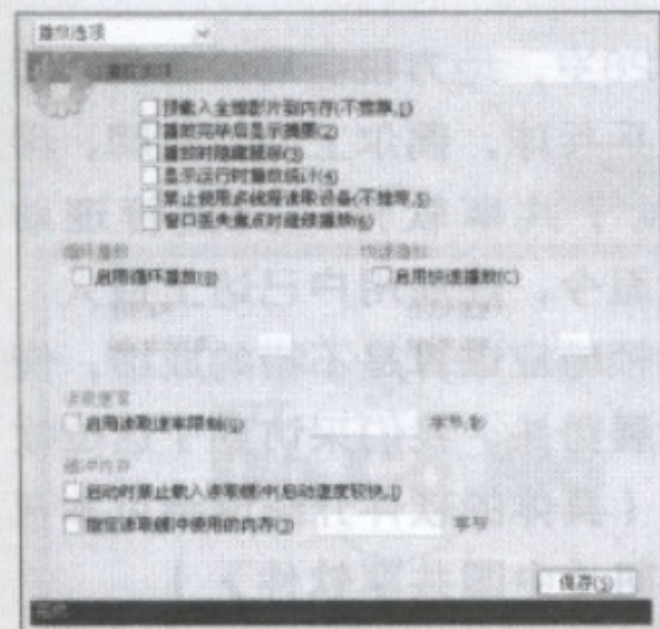 播放选项
播放选项
预载入全部影片到内存(不推荐,1)
播放完毕后显示摘要(2)
播放时隐藏鼠标(3)
显示运行时播放统计(4)
禁止使用多线程读取设备(不推荐,5)
窗口丢失焦点时继续播放(6)
循环播放 快速播放
启用循环播放(B) 启用快速播放(C)
读取速率
启用读取速率限制(G) 字节/秒
缓冲内存
启动时禁止载入读取缓冲(启动速度较快,I)
指定读取缓冲使用的内存(J) 字节
保存(S)